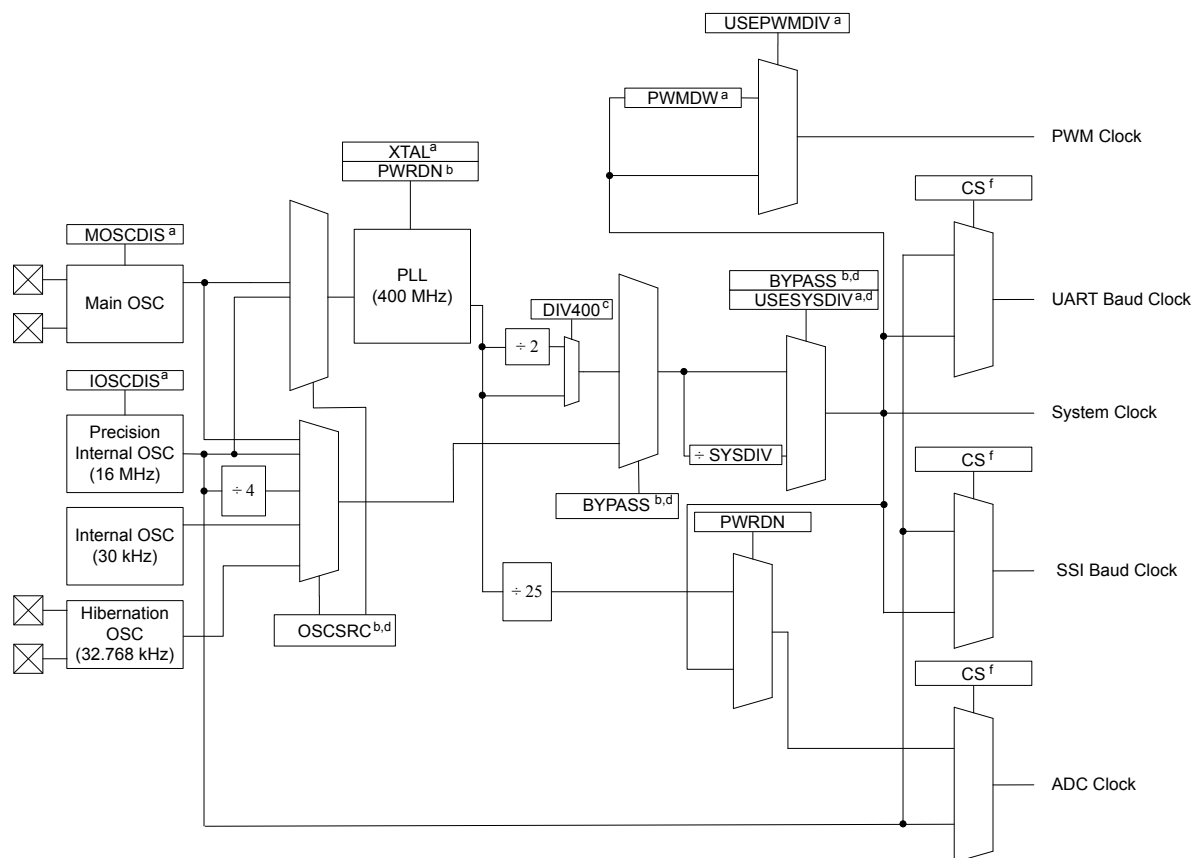 USEPWMDIV a
PWMDW a
PWM Clock
XTAL a
PWRDN b
CS f
MOSCDIS a
Main OSC
PLL
(400 MHz)
BYPASS b,d
USESYSDIV a,d
DIV400 c
UART Baud Clock
÷ 2
IOSCDIS a
Precision
Internal OSC
(16 MHz)
System Clock
÷ SYSDIV
CS f
÷ 4
BYPASS b,d
Internal OSC
(30 kHz)
PWRDN
SSI Baud Clock
÷ 25
Hibernation
OSC
(32.768 kHz)
OSCSRC b,d
CS f
ADC Clock